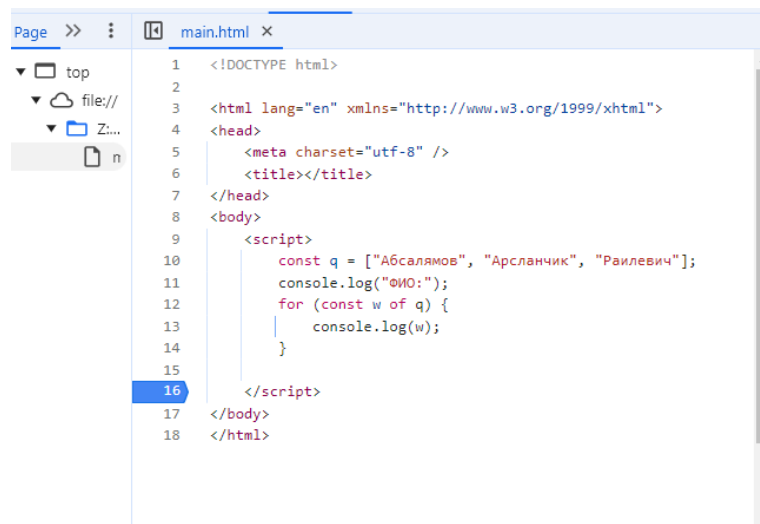 Page
main.html ×
top
file://
Z:...
1 <!DOCTYPE html>
2
3 <html lang="en" xmlns="http://www.w3.org/1999/xhtml">
4 <head>
5 <meta charset="utf-8" />
6 <title></title>
7 </head>
8 <body>
9 <script>
10 const q = ["Абсалямов", "Арсланчик", "Раилевич"];
11 console.log("ФИО:");
12 for (const w of q) {
13 console.log(w);
14 }
15
16 </script>
17 </body>
18 </html>